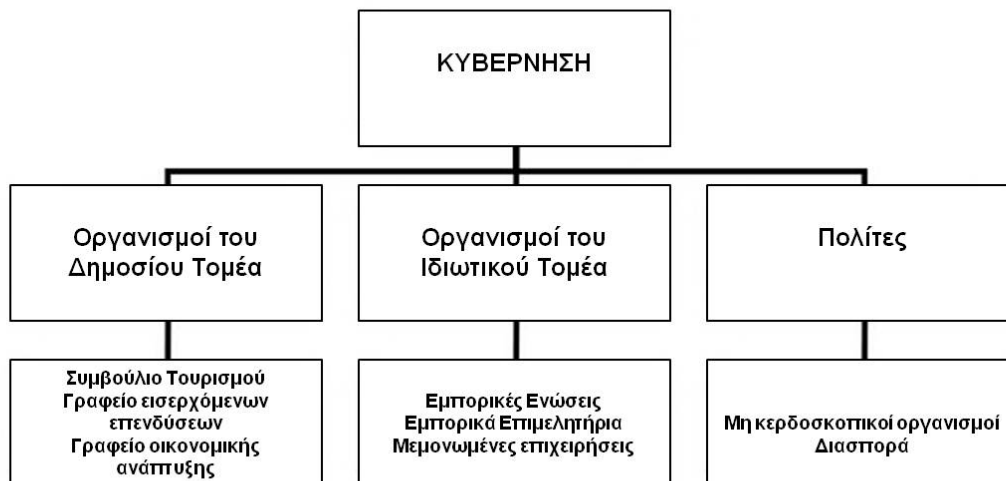 ΚΥΒΕΡΝΗΣΗ
Οργανισμοί του
Δημοσίου Τομέα
Οργανισμοί του
Ιδιωτικού Τομέα
Πολίτες
Συμβούλιο Τουρισμού
Γραφείο εισερχόμενων
επενδύσεων
Γραφείο οικονομικής
ανάπτυξης
Εμπορικές Ενώσεις
Εμπορικά Επιμελητήρια
Μεμονωμένες επιχειρήσεις
Μη κερδοσκοπικοί οργανισμοί
Διασπορά